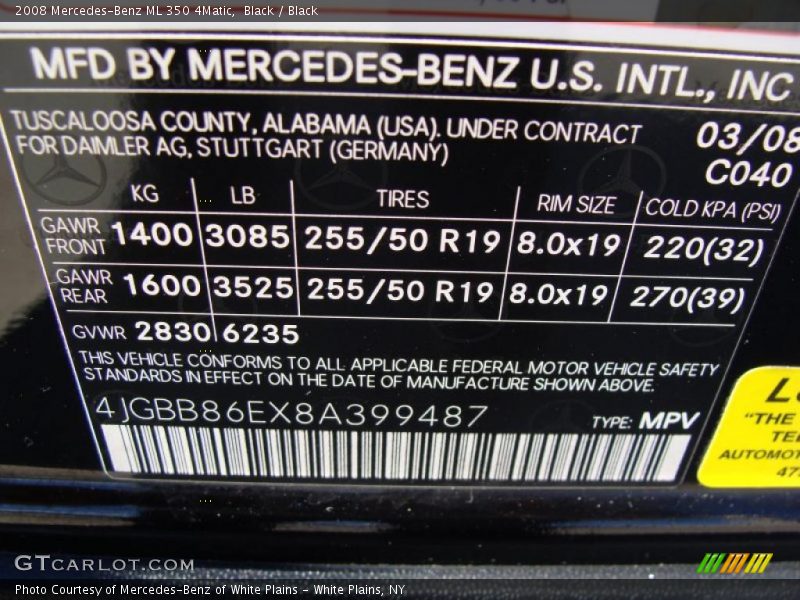 2008 Mercedes-Benz ML 350 4Matic, Black / Black
MFD BY MERCEDES-BENZ U.S. INTL., INC
TUSCALOOSA COUNTY, ALABAMA (USA). UNDER CONTRACT 03/08
FOR DAIMLER AG, STUTTGART (GERMANY) C040
KG LB TIRES RIM SIZE COLD KPA (PSI)
GAWR FRONT 1400 3085 255/50 R19 8.0x19 220(32)
GAWR REAR 1600 3525 255/50 R19 8.0x19 270(39)
GVWR 2830 6235
THIS VEHICLE CONFORMS TO ALL APPLICABLE FEDERAL MOTOR VEHICLE SAFETY
STANDARDS IN EFFECT ON THE DATE OF MANUFACTURE SHOWN ABOVE.
4JGBB86EX8A399487 TYPE: MPV
"THE
AUTOMOT
GTCARLOT.COM
Photo Courtesy of Mercedes-Benz of White Plains - White Plains, NY